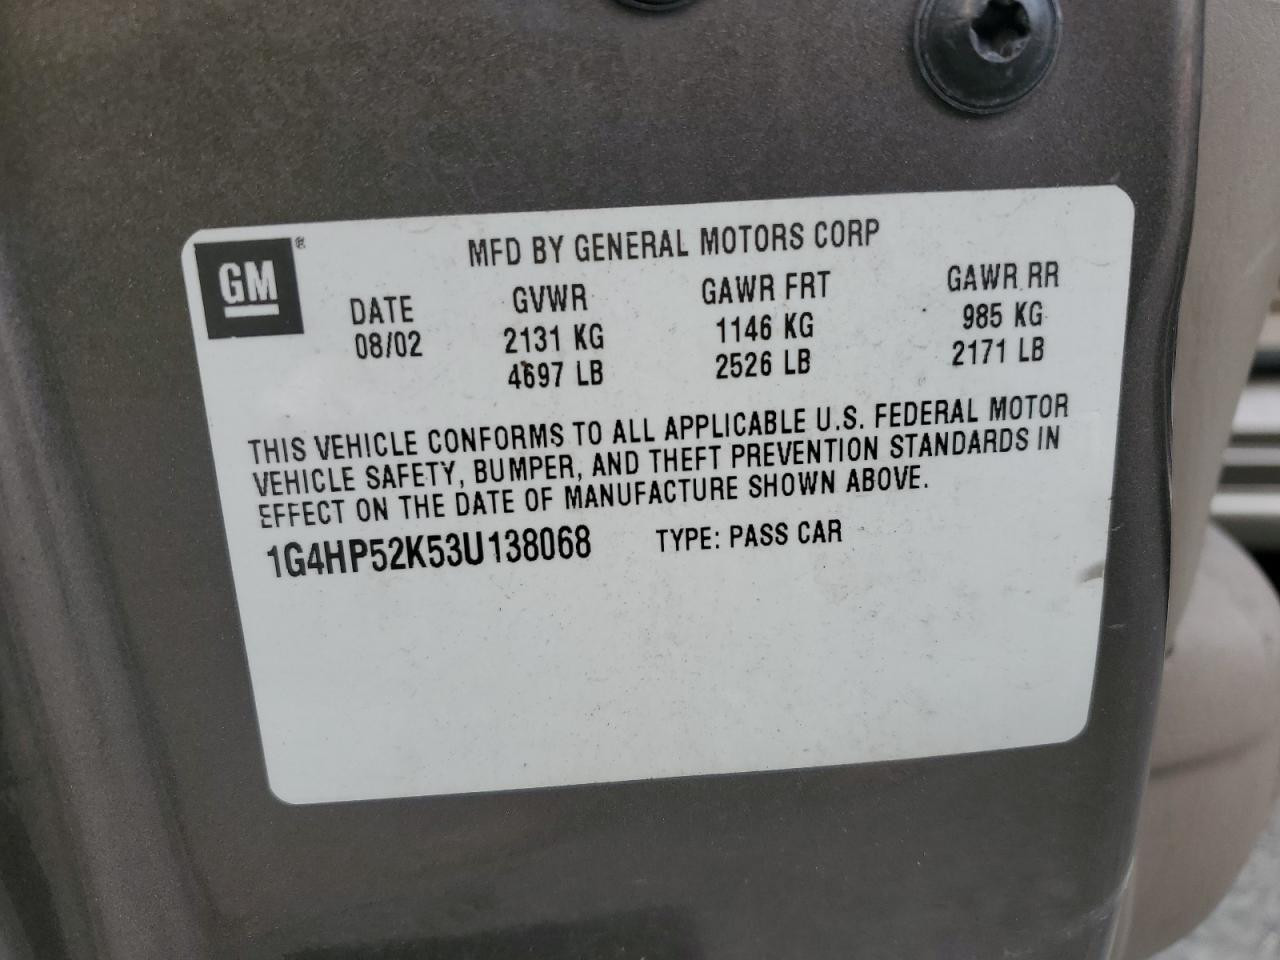 GM ®
MFD BY GENERAL MOTORS CORP
DATE GVWR GAWR FRT GAWR RR
08/02 2131 KG 1146 KG 985 KG
4697 LB 2526 LB 2171 LB
THIS VEHICLE CONFORMS TO ALL APPLICABLE U.S. FEDERAL MOTOR
VEHICLE SAFETY, BUMPER, AND THEFT PREVENTION STANDARDS IN
EFFECT ON THE DATE OF MANUFACTURE SHOWN ABOVE.
1G4HP52K53U138068 TYPE: PASS CAR